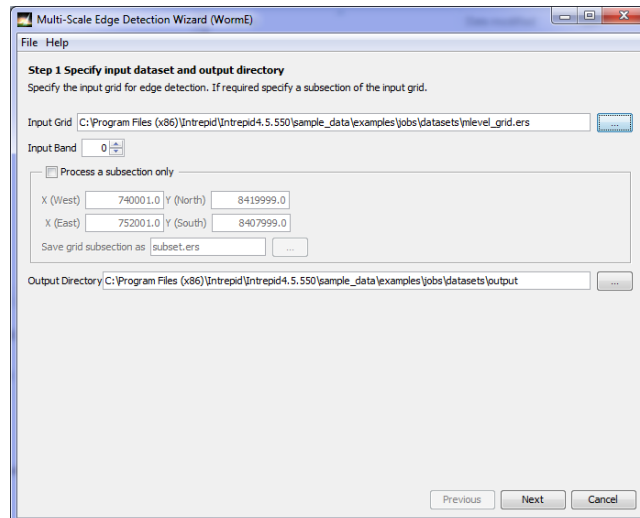 Multi-Scale Edge Detection Wizard (WormE)
File Help
Step 1 Specify input dataset and output directory
Specify the input grid for edge detection. If required specify a subsection of the input grid.
Input Grid C:\Program Files (x86)\Intrepid\Intrepid4.5.550\sample_data\examples\jobs\datasets\mlevel_grid.ers ...
Input Band 0
Process a subsection only
X (West) 740001.0 Y (North) 8419999.0
X (East) 752001.0 Y (South) 8407999.0
Save grid subsection as subset.ers ...
Output Directory C:\Program Files (x86)\Intrepid\Intrepid4.5.550\sample_data\examples\jobs\datasets\output ...
Previous Next Cancel